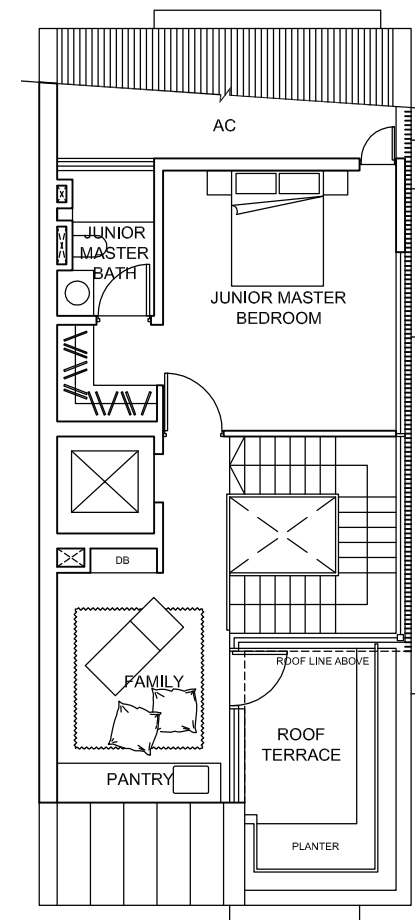 AC
JUNIOR
MASTER
BATH
JUNIOR MASTER
BEDROOM
DB
ROOF LINE ABOVE
FAMILY
ROOF
TERRACE
PANTRY
PLANTER